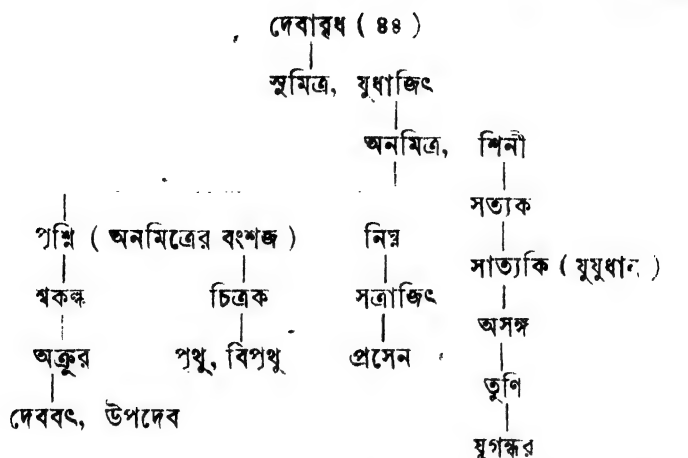 দেবাবৃধ ( ৪৪ )
সুমিত্র, যুধাজিৎ
অনমিত্র, শিনী
সত্যক
পৃশ্নি ( অনমিত্রের বংশজ ) নিঘ্ন
সাত্যকি ( যুযুধান )
শ্বফল্ক চিত্রক সত্রাজিৎ
অসঙ্গ
অক্রূর পৃথু, বিপৃথু প্রসেন
তুণি
দেববৎ, উপদেব
যুগন্ধর